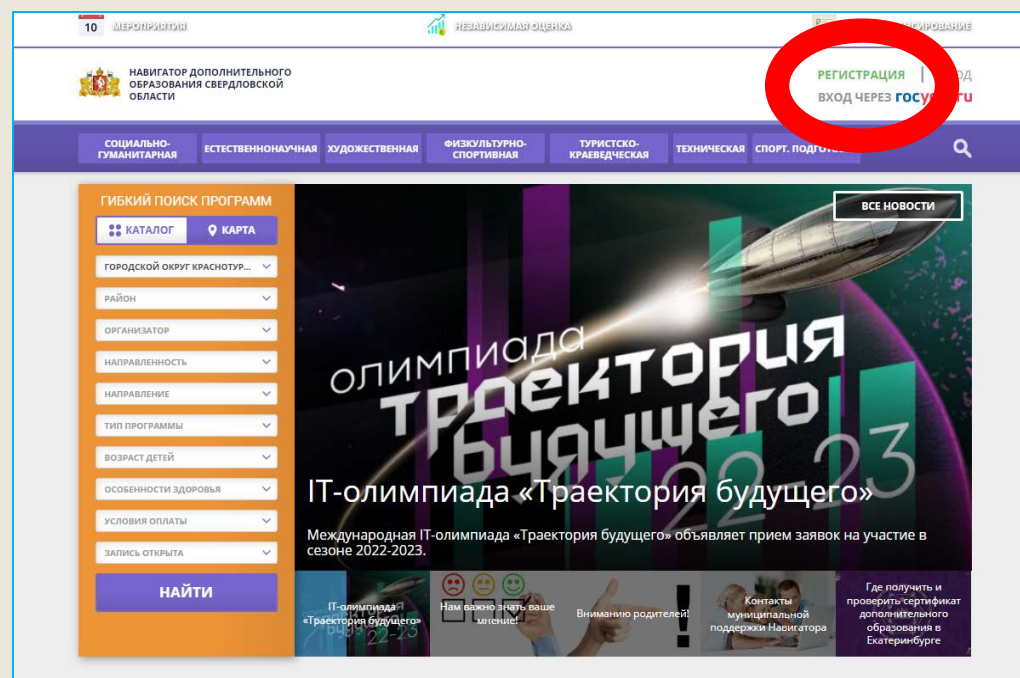 10 МЕРОПРИЯТИЯ
НЕЗАВИСИМАЯ ОЦЕНКА
НАВИГАТОР ДОПОЛНИТЕЛЬНОГО
ОБРАЗОВАНИЯ СВЕРДЛОВСКОЙ
ОБЛАСТИ
РЕГИСТРАЦИЯ |
ВХОД ЧЕРЕЗ
СОЦИАЛЬНО-
ГУМАНИТАРНАЯ
ЕСТЕСТВЕННОНАУЧНАЯ
ХУДОЖЕСТВЕННАЯ
ФИЗКУЛЬТУРНО-
СПОРТИВНАЯ
ТУРИСТСКО-
КРАЕВЕДЧЕСКАЯ
ТЕХНИЧЕСКАЯ
СПОРТ.
ГИБКИЙ ПОИСК ПРОГРАММ
КАТАЛОГ
КАРТА
ГОРОДСКОЙ ОКРУГ КРАСНОТУР...
РАЙОН
ОРГАНИЗАТОР
НАПРАВЛЕННОСТЬ
НАПРАВЛЕНИЕ
ТИП ПРОГРАММЫ
ВОЗРАСТ ДЕТЕЙ
ОСОБЕННОСТИ ЗДОРОВЬЯ
УСЛОВИЯ ОПЛАТЫ
ЗАПИСЬ ОТКРЫТА
НАЙТИ
ВСЕ НОВОСТИ
олимпиада
траектория
будущего
22-23
IT-олимпиада «Траектория будущего»
Международная IT-олимпиада «Траектория будущего» объявляет прием заявок на участие в
сезоне 2022-2023.
IT-олимпиада
«Траектория будущего»
22-23
Нам важно знать ваше
мнение!
Вниманию родителей!
Контакты
муниципальной
поддержки Навигатора
Где получить и
проверить сертификат
дополнительного
образования в
Екатеринбурге